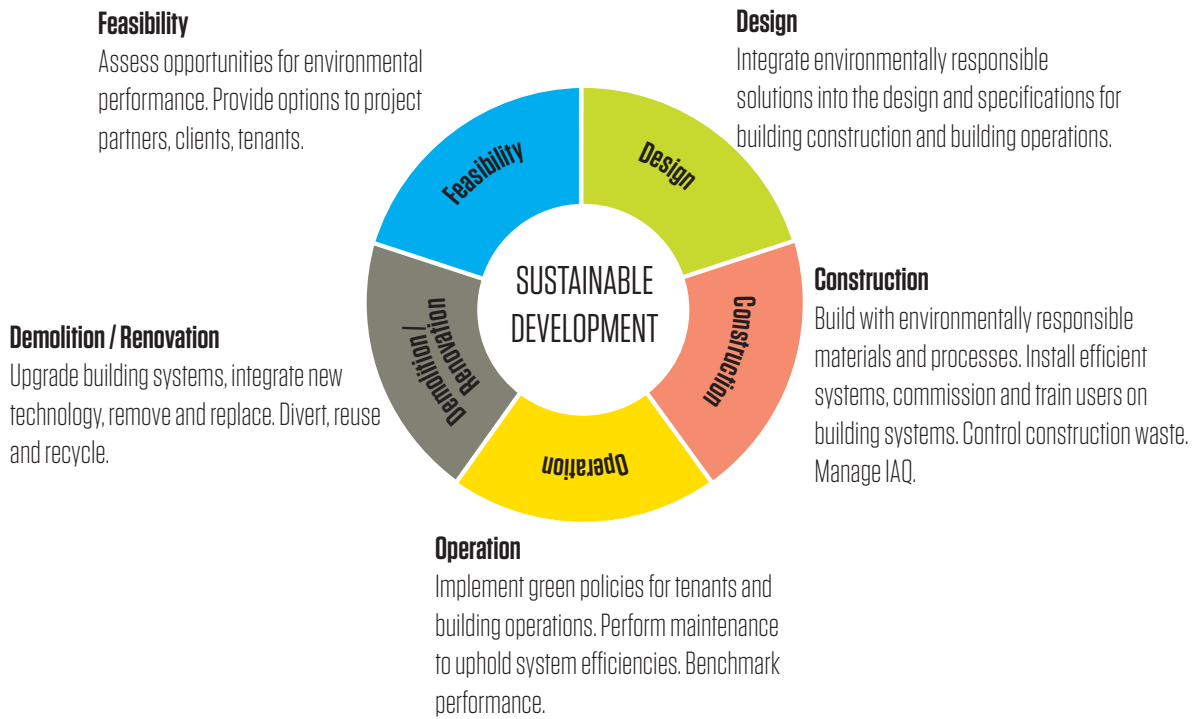 Feasibility
Assess opportunities for environmental
performance. Provide options to project
partners, clients, tenants.
Design
Integrate environmentally responsible
solutions into the design and specifications for
building construction and building operations.
Feasibility
Design
SUSTAINABLE
DEVELOPMENT
Construction
Construction
Build with environmentally responsible
materials and processes. Install efficient
systems, commission and train users on
building systems. Control construction waste.
Manage IAQ.
Demolition /
Renovation
Demolition / Renovation
Upgrade building systems, integrate new
technology, remove and replace. Divert, reuse
and recycle.
Operation
Operation
Implement green policies for tenants and
building operations. Perform maintenance
to uphold system efficiencies. Benchmark
performance.